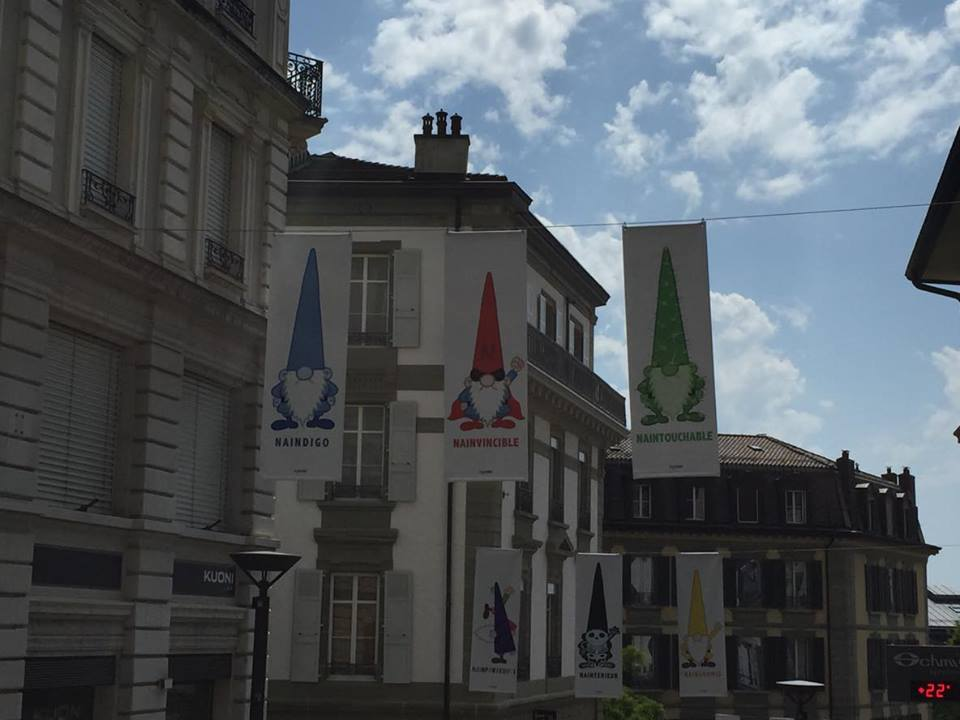 NAINDIGO
NAINVINCIBLE
NAINTOUCHABLE
KUONI
NAINTERIEUR
+22°